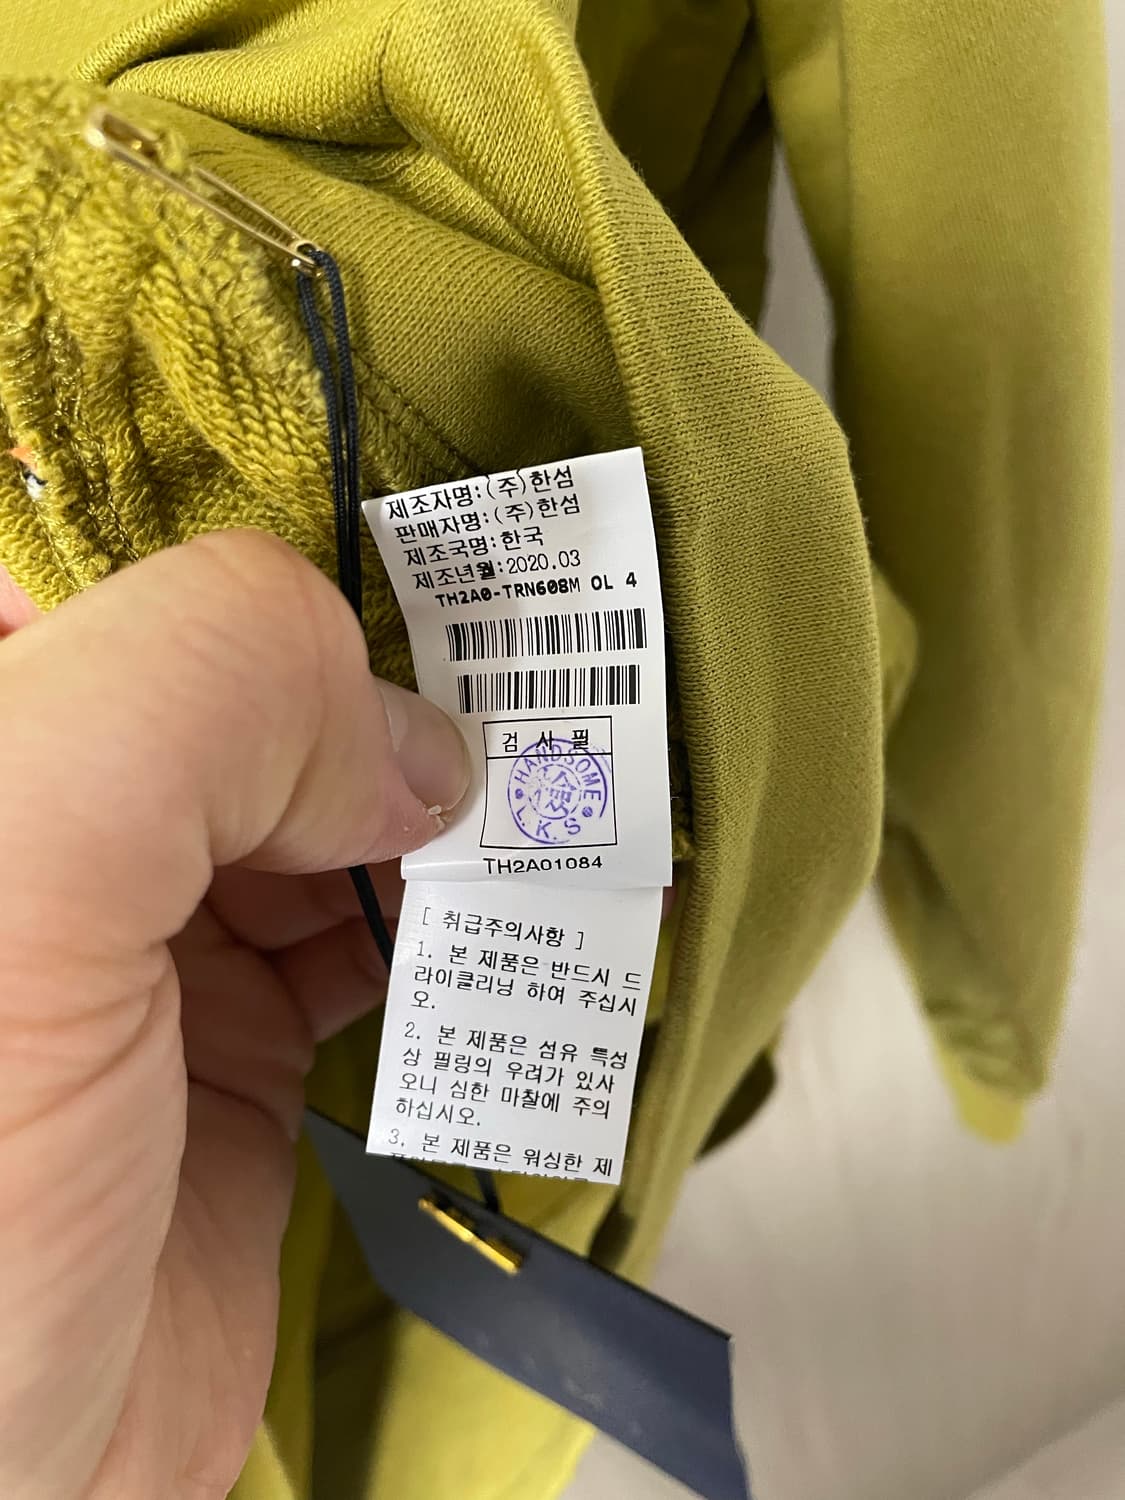 제조자명:(주)한섬
판매자명:(주)한섬
제조국명:한국
제조년월:2020.03
TH2A0-TRN608M OL 4
검 사 필
HANDSOME
L.K.S
TH2A01084
[ 취급주의사항 ]
1. 본 제품은 반드시 드
라이클리닝 하여 주십시
오.
2. 본 제품은 섬유 특성
상 필링의 우려가 있사
오니 심한 마찰에 주의
하십시오.
3. 본 제품은 워싱한 제